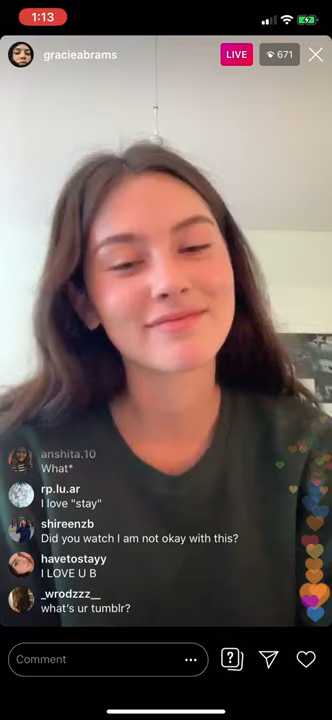 1:13
gracieabrams
LIVE
671
anshita.10
What*
rp.lu.ar
I love "stay"
shireenzb
Did you watch I am not okay with this?
havetostayy
I LOVE U B
_wrodzzz__
what's ur tumblr?
Comment